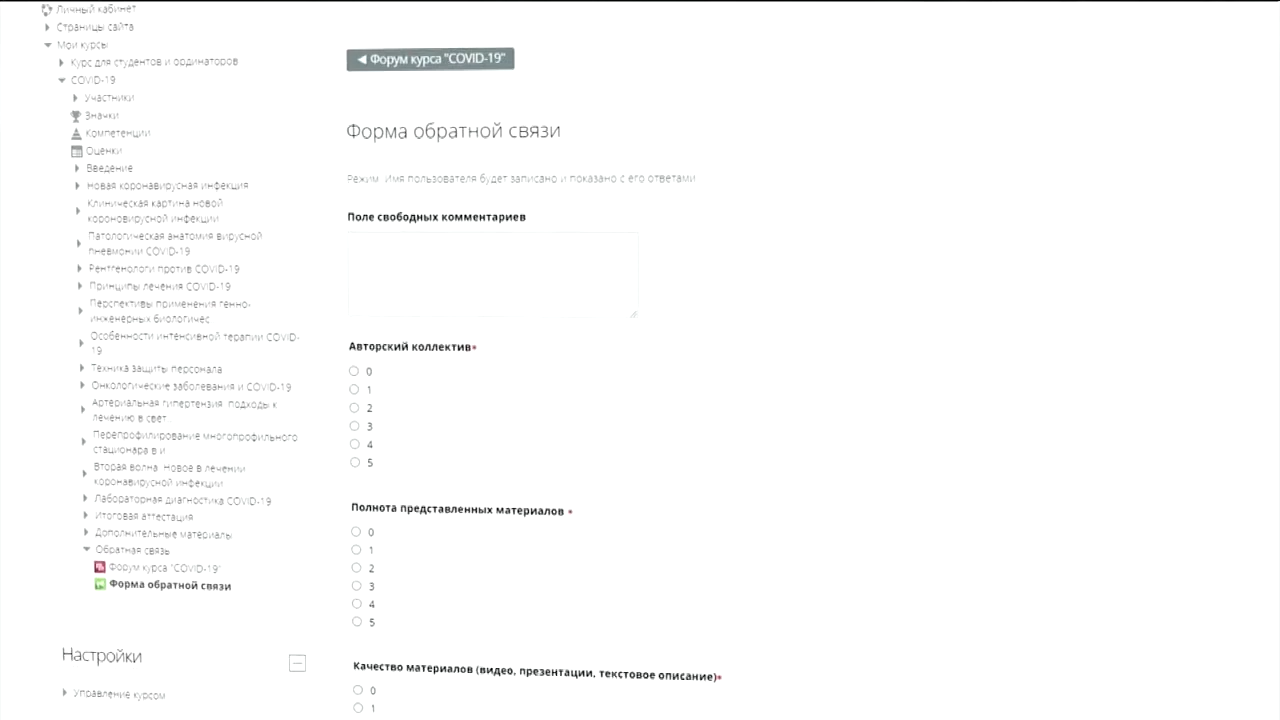 Личный кабинет
Страницы сайта
Мои курсы
Курс для студентов и ординаторов
COVID-19
Участники
Значки
Компетенции
Оценки
Введение
Новая коронавирусная инфекция
Клиническая картина новой
короновирусной инфекции
Патологическая анатомия вирусной
пневмонии COVID-19
Рентгенологи против COVID-19
Принципы лечения COVID-19
Перспективы применения генно-
инженерных биологичес
Особенности интенсивной терапии COVID-
19
Техника защиты персонала
Онкологические заболевания и COVID-19
Артериальная гипертензия: подходы к
лечению в свет...
Перепрофилирование многопрофильного
стационара в и
Вторая волна. Новое в лечении
коронавирусной инфекции
Лабораторная диагностика COVID-19
Итоговая аттестация
Дополнительные материалы
Обратная связь
Форум курса "COVID-19"
Форма обратной связи
Настройки
Управление курсом
◄ Форум курса "COVID-19"
Форма обратной связи
Режим: Имя пользователя будет записано и показано с его ответами
Поле свободных комментариев
Авторский коллектив*
0
1
2
3
4
5
Полнота представленных материалов *
0
1
2
3
4
5
Качество материалов (видео, презентации, текстовое описание)*
0
1